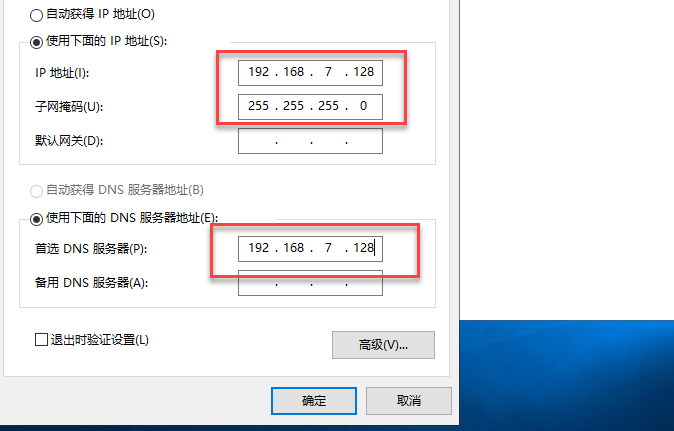 自动获得 IP 地址(O)
使用下面的 IP 地址(S):
IP 地址(I): 192 . 168 . 7 . 128
子网掩码(U): 255 . 255 . 255 . 0
默认网关(D): . . .
自动获得 DNS 服务器地址(B)
使用下面的 DNS 服务器地址(E):
首选 DNS 服务器(P): 192 . 168 . 7 . 128
备用 DNS 服务器(A): . . .
退出时验证设置(L)
高级(V)...
确定 取消